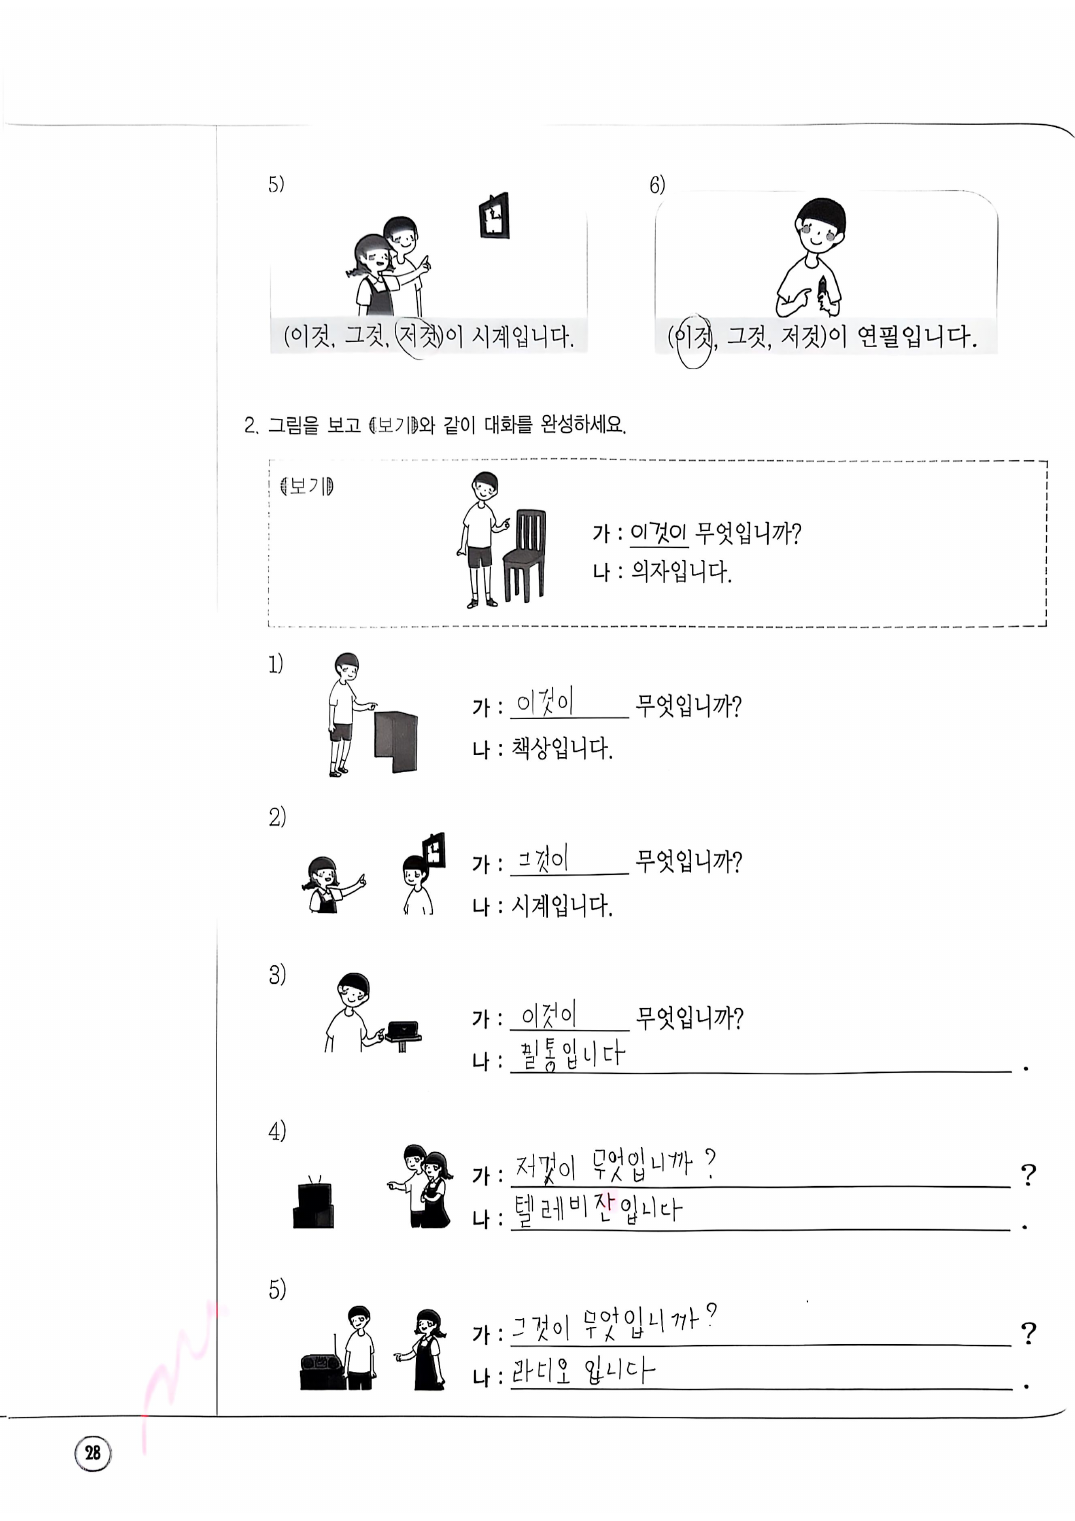 5)
6)
(이것, 그것, 저것)이 시계입니다.
(이것, 그것, 저것)이 연필입니다.
2. 그림을 보고 《보기》와 같이 대화를 완성하세요.
《보기》
가 : 이것이 무엇입니까?
나 : 의자입니다.
1)
가 : 이것이 무엇입니까?
나 : 책상입니다.
2)
가 : 그것이 무엇입니까?
나 : 시계입니다.
3)
가 : 이것이 무엇입니까?
나 : 필통입니다 .
4)
가 : 저것이 무엇입니까? ?
나 : 텔레비잔입니다 .
5)
가 : 그것이 무엇입니까? ?
나 : 라디오 입니다 .
28